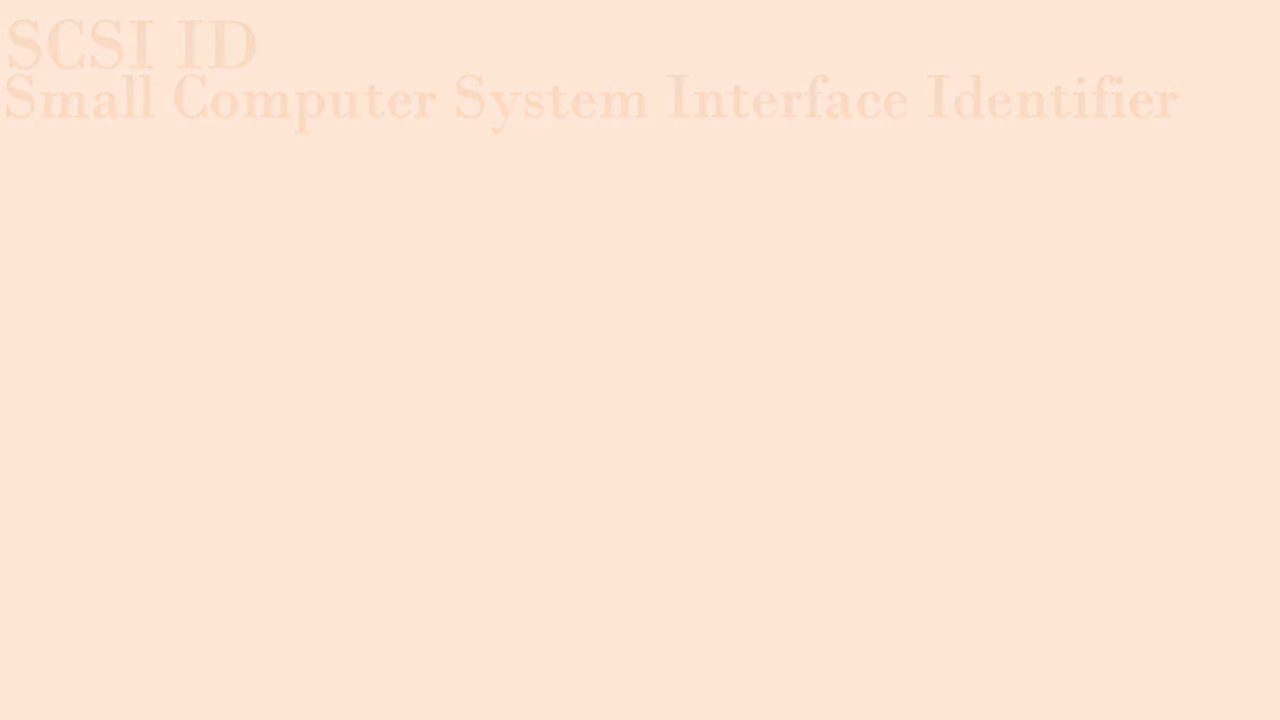 SCSI ID
Small Computer System Interface Identifier